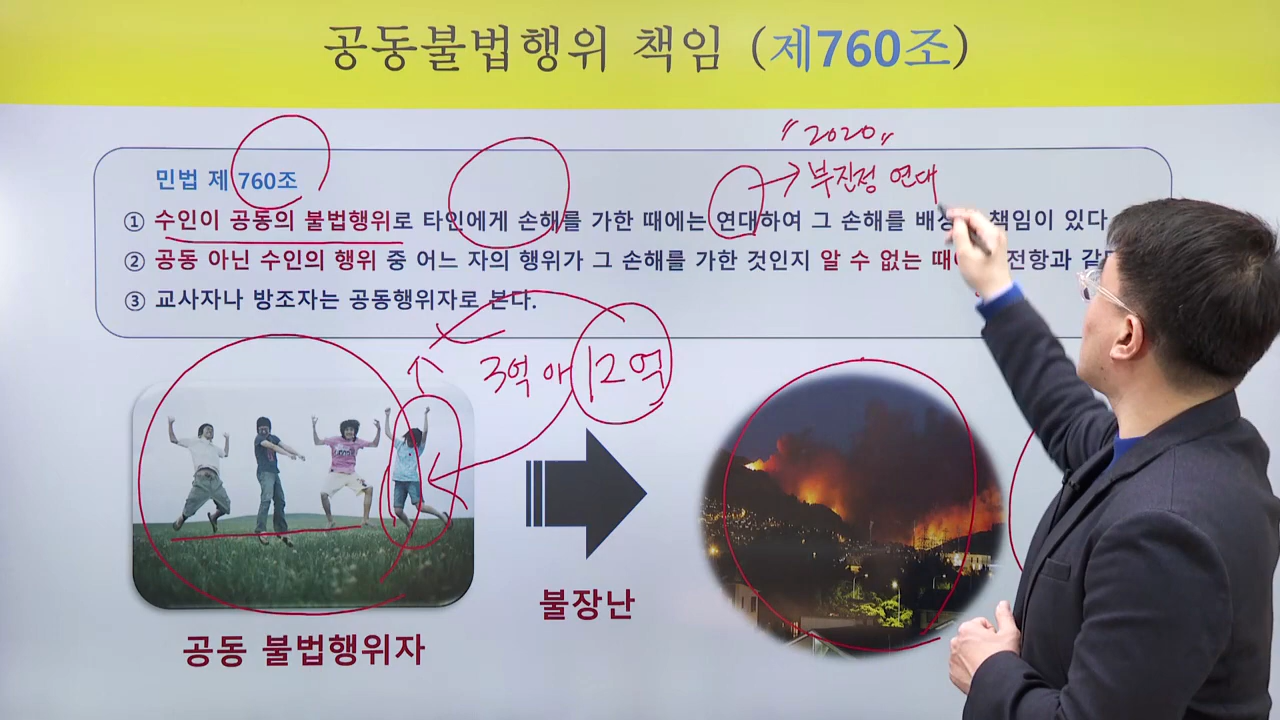 공동불법행위 책임 (제760조)
"2020"
→ 부진정 연대
민법 제 760조
① 수인이 공동의 불법행위로 타인에게 손해를 가한 때에는 연대하여 그 손해를 배상 책임이 있다
② 공동 아닌 수인의 행위 중 어느 자의 행위가 그 손해를 가한 것인지 알 수 없는 때에 전항과 같
③ 교사자나 방조자는 공동행위자로 본다.
3억 12억
불장난
공동 불법행위자